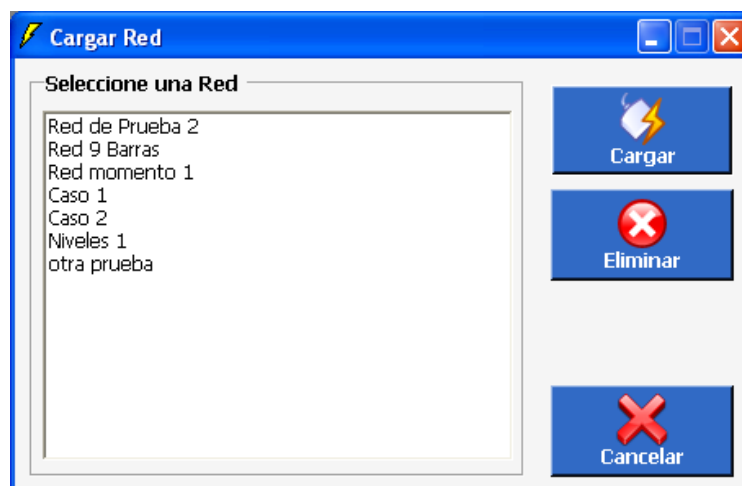 Cargar Red
Seleccione una Red
Red de Prueba 2
Red 9 Barras
Red momento 1
Caso 1
Caso 2
Niveles 1
otra prueba
Cargar
Eliminar
Cancelar